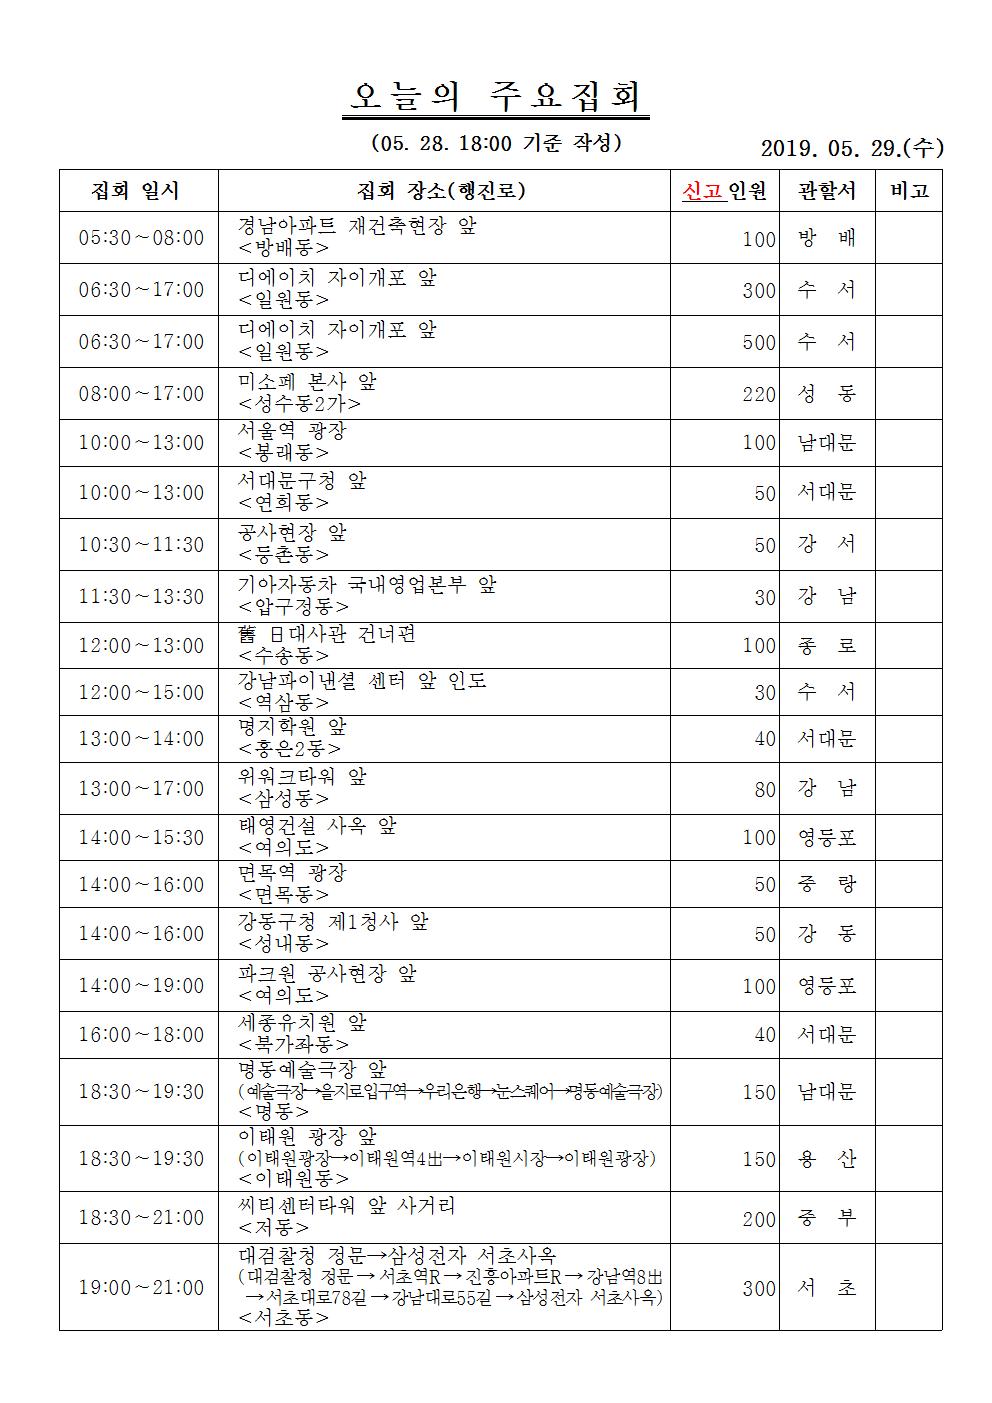 오늘의 주요집회
(05. 28. 18:00 기준 작성)
2019. 05. 29.(수)
집회 일시 집회 장소(행진로) 신고인원 관할서 비고
경남아파트 재건축현장 앞
05:30~08:00 <방배동> 100 방 배
디에이치 자이개포 앞
06:30~17:00 <일원동> 300 수 서
디에이치 자이개포 앞
06:30~17:00 <일원동> 500 수 서
미소페 본사 앞
08:00~17:00 <성수동2가> 220 성 동
서울역 광장
10:00~13:00 <봉래동> 100 남대문
서대문구청 앞
10:00~13:00 <연희동> 50 서대문
공사현장 앞
10:30~11:30 <등촌동> 50 강 서
기아자동차 국내영업본부 앞
11:30~13:30 <압구정동> 30 강 남
舊 日대사관 건너편
12:00~13:00 <수송동> 100 종 로
강남파이낸셜 센터 앞 인도
12:00~15:00 <역삼동> 30 수 서
명지학원 앞
13:00~14:00 <홍은2동> 40 서대문
위워크타워 앞
13:00~17:00 <삼성동> 80 강 남
태영건설 사옥 앞
14:00~15:30 <여의도> 100 영등포
면목역 광장
14:00~16:00 <면목동> 50 중 랑
강동구청 제1청사 앞
14:00~16:00 <성내동> 50 강 동
파크원 공사현장 앞
14:00~19:00 <여의도> 100 영등포
세종유치원 앞
16:00~18:00 <북가좌동> 40 서대문
명동예술극장 앞
18:30~19:30 (예술극장→을지로입구역→우리은행→눈스퀘어→명동예술극장) 150 남대문
<명동>
이태원 광장 앞
18:30~19:30 (이태원광장→이태원역4出→이태원시장→이태원광장) 150 용 산
<이태원동>
씨티센터타워 앞 사거리
18:30~21:00 <저동> 200 중 부
대검찰청 정문→삼성전자 서초사옥
(대검찰청 정문→서초역R→진흥아파트R→강남역8出
19:00~21:00 →서초대로78길→강남대로55길→삼성전자 서초사옥) 300 서 초
<서초동>